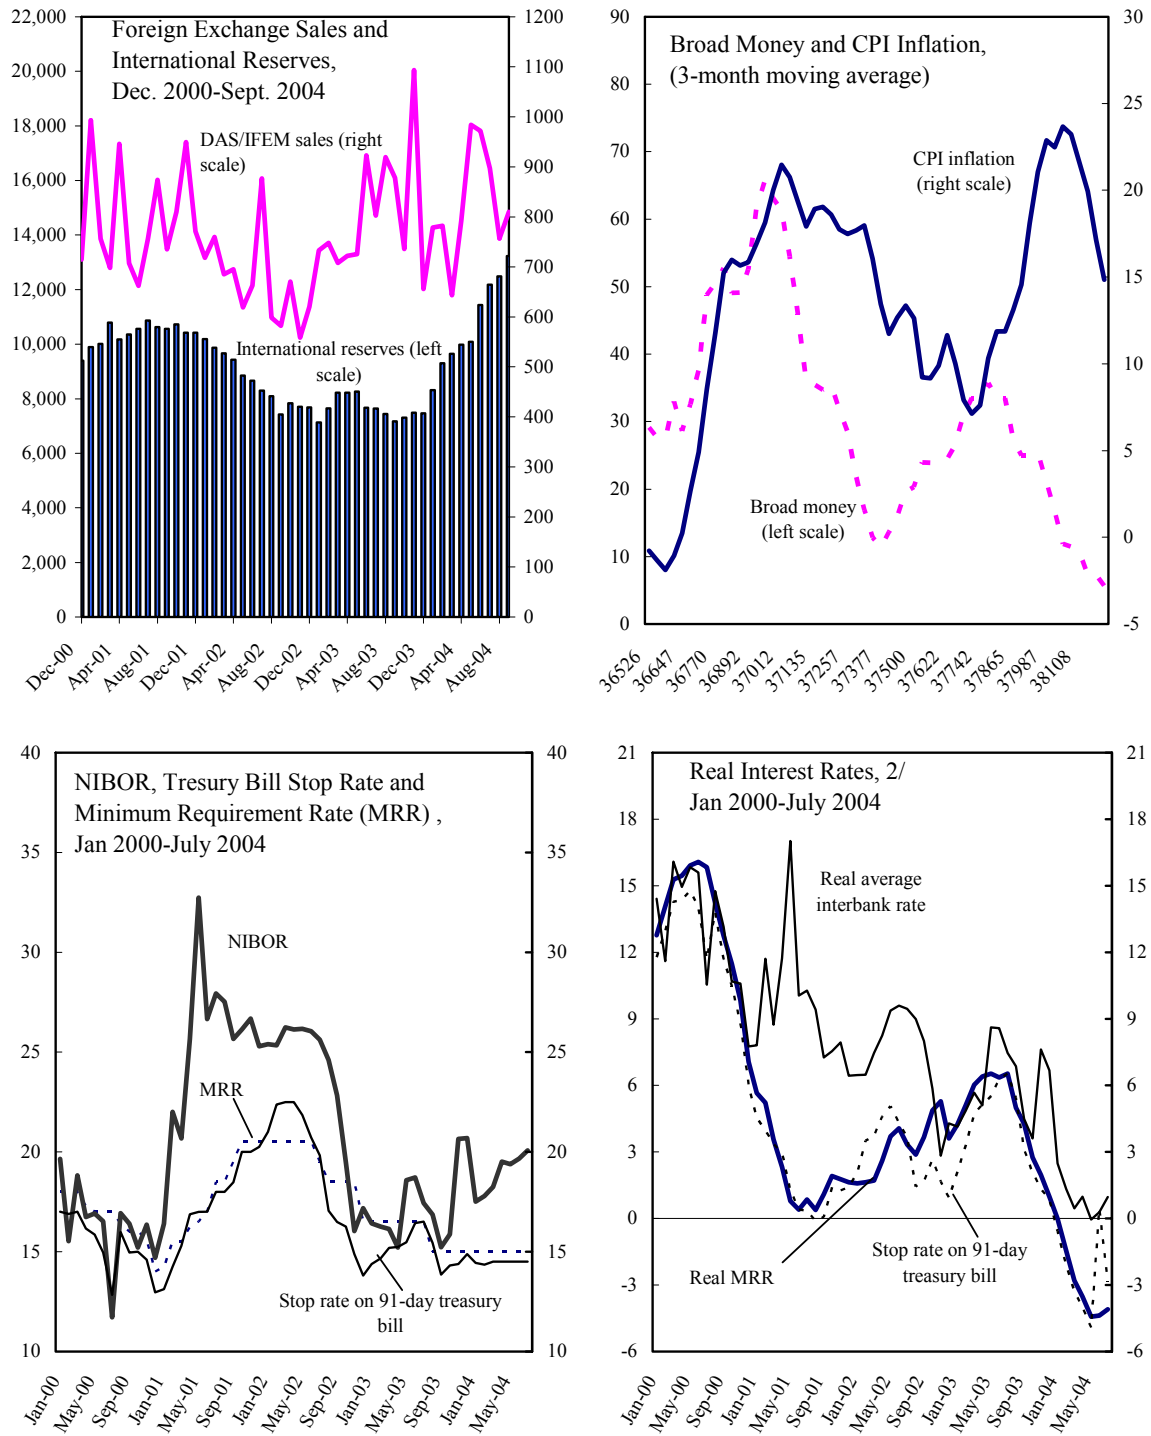 Foreign Exchange Sales and
International Reserves,
Dec. 2000-Sept. 2004
DAS/IFEM sales (right
scale)
International reserves (left
scale)
22,000
20,000
18,000
16,000
14,000
12,000
10,000
8,000
6,000
4,000
2,000
0
1200
1100
1000
900
800
700
600
500
400
300
200
100
0
Dec-00
Apr-01
Aug-01
Dec-01
Apr-02
Aug-02
Dec-02
Apr-03
Aug-03
Dec-03
Apr-04
Aug-04
Broad Money and CPI Inflation,
(3-month moving average)
CPI inflation
(right scale)
Broad money
(left scale)
90
80
70
60
50
40
30
20
10
0
30
25
20
15
10
5
0
-5
36526
36647
36770
36892
37012
37135
37257
37377
37500
37622
37742
37865
37987
38108
NIBOR, Tresury Bill Stop Rate and
Minimum Requirement Rate (MRR) ,
Jan 2000-July 2004
NIBOR
MRR
Stop rate on 91-day treasury
bill
40
35
30
25
20
15
10
40
35
30
25
20
15
10
Jan-00
May-00
Sep-00
Jan-01
May-01
Sep-01
Jan-02
May-02
Sep-02
Jan-03
May-03
Sep-03
Jan-04
May-04
Real Interest Rates, 2/
Jan 2000-July 2004
Real average
interbank rate
Real MRR
Stop rate on 91-day
treasury bill
21
18
15
12
9
6
3
0
-3
-6
21
18
15
12
9
6
3
0
-3
-6
Jan-00
May-00
Sep-00
Jan-01
May-01
Sep-01
Jan-02
May-02
Sep-02
Jan-03
May-03
Sep-03
Jan-04
May-04